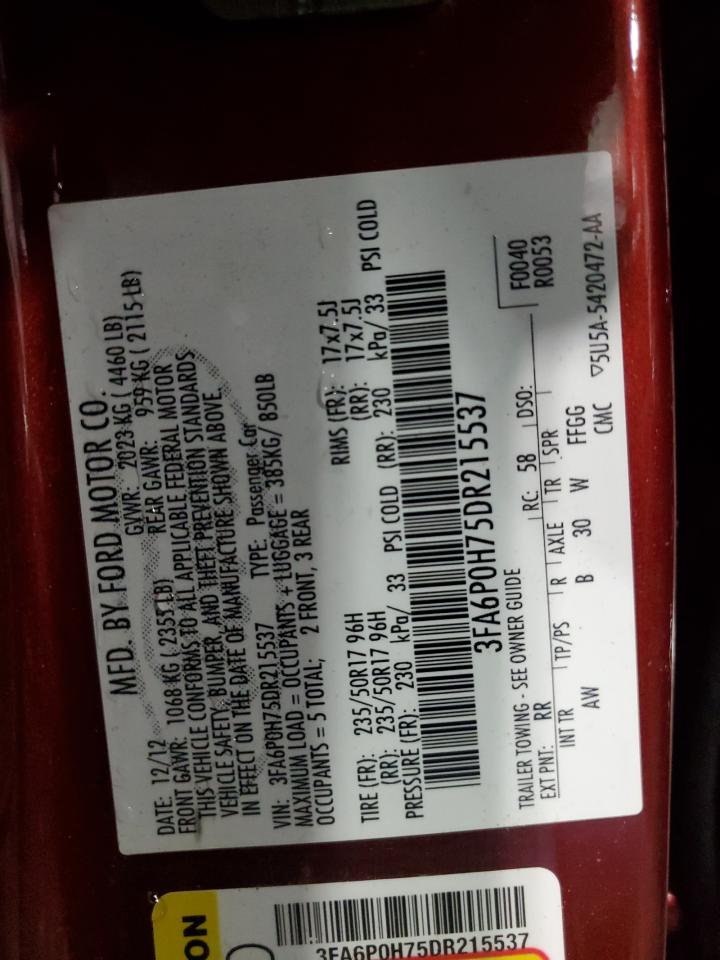 MFD. BY FORD MOTOR CO.
DATE: 12/12 GVWR: 2023 KG ( 4460 LB)
FRONT GAWR: 1068 KG ( 2355 LB) REAR GAWR: 959 KG ( 2115 LB)
THIS VEHICLE CONFORMS TO ALL APPLICABLE FEDERAL MOTOR
VEHICLE SAFETY, BUMPER, AND THEFT PREVENTION STANDARDS
IN EFFECT ON THE DATE OF MANUFACTURE SHOWN ABOVE.
VIN: 3FA6P0H75DR215537 TYPE: Passenger Car
MAXIMUM LOAD = OCCUPANTS + LUGGAGE = 385KG/ 850LB
OCCUPANTS = 5 TOTAL; 2 FRONT, 3 REAR
TIRE (FR): 235/50R17 96H RIMS (FR): 17x7.5J
(RR): 235/50R17 96H (RR): 17x7.5J
PRESSURE (FR): 230 kPa/ 33 PSI COLD (RR): 230 kPa/ 33 PSI COLD
3FA6P0H75DR215537
TRAILER TOWING - SEE OWNER GUIDE F0040
EXT PNT: RR RC: 58 DSO: R0053
INT TR TP/PS R AXLE TR SPR
AW B 30 W FFGG
CMC ▽5U5A-5420472-AA
ON
3FA6P0H75DR215537